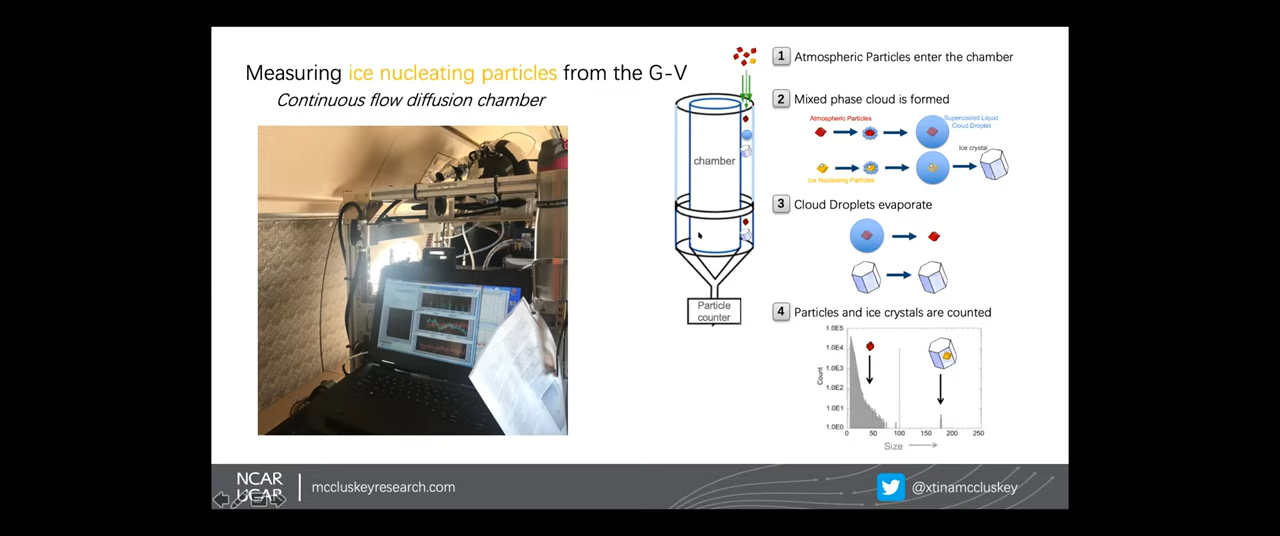 Measuring ice nucleating particles from the G-V
Continuous flow diffusion chamber
chamber
Particle
counter
1 Atmospheric Particles enter the chamber
2 Mixed phase cloud is formed
Atmospheric Particles
Supercooled Liquid
Cloud Droplet
Ice crystal
Ice Nucleating Particles
3 Cloud Droplets evaporate
4 Particles and ice crystals are counted
1.0E5
1.0E4
1.0E3
1.0E2
1.0E1
1.0E0
Count
0 50 100 150 200 250
Size
NCAR
UCAR
mccluskeyresearch.com
@xtinamccluskey